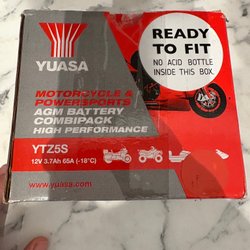 YUASA
READY
TO FIT
NO ACID BOTTLE
INSIDE THIS BOX.
MOTORCYCLE &
POWERSPORTS
AGM BATTERY
COMBIPACK
HIGH PERFORMANCE
YTZ5S
12V 3.7Ah 65A (-18°C)
www.yuasa.com